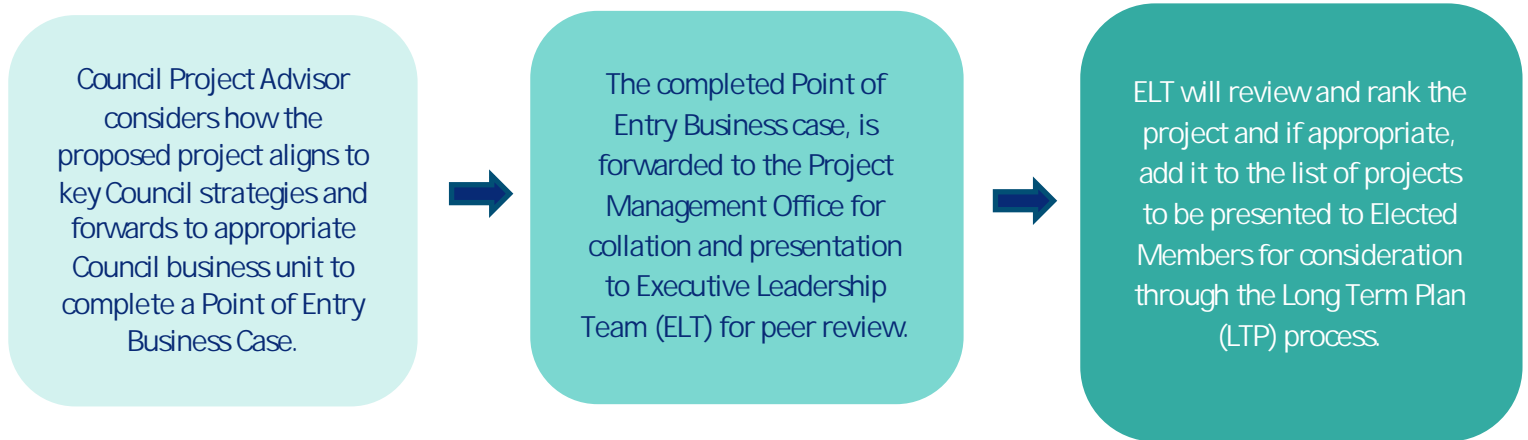 Council Project Advisor
considers how the
proposed project aligns to
key Council strategies and
forwards to appropriate
Council business unit to
complete a Point of Entry
Business Case.
The completed Point of
Entry Business case, is
forwarded to the Project
Management Office for
collation and presentation
to Executive Leadership
Team (ELT) for peer review.
ELT will review and rank the
project and if appropriate,
add it to the list of projects
to be presented to Elected
Members for consideration
through the Long Term Plan
(LTP) process.